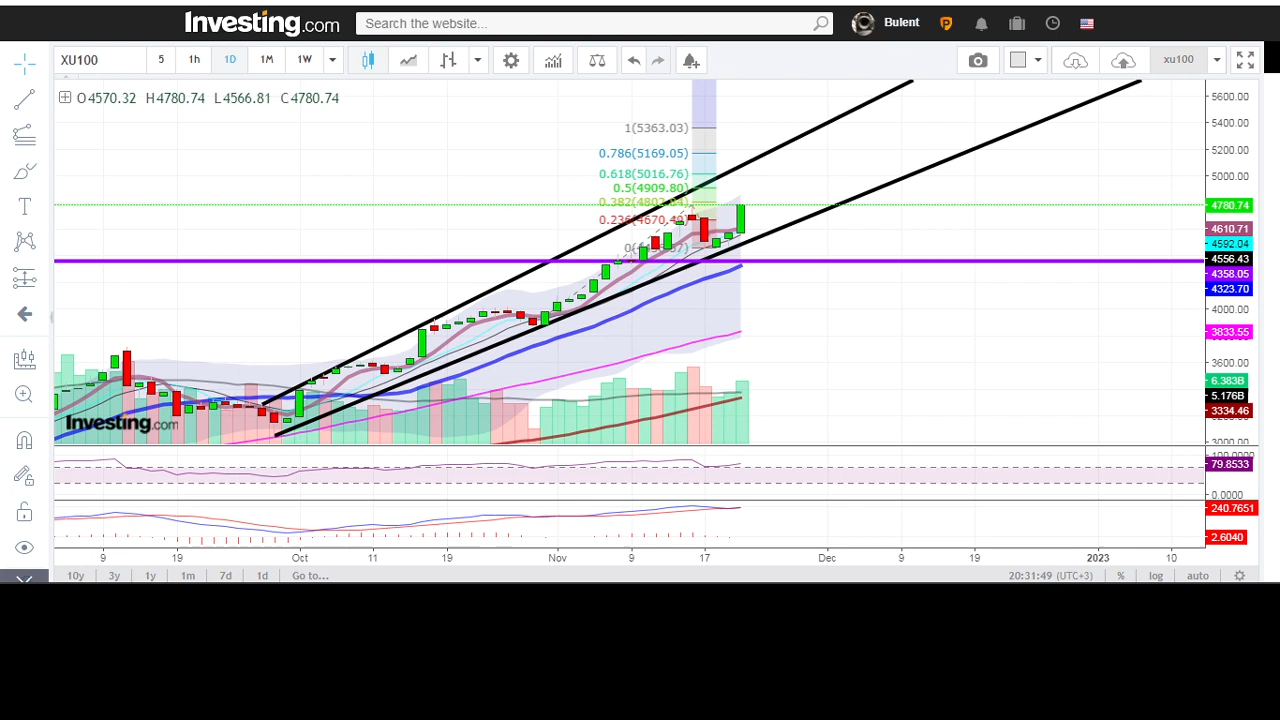 Investing.com
Search the website...
Bulent
P
XU100
5
1h
1D
1M
1W
xu100
O4570.32 H4780.74 L4566.81 C4780.74
1(5363.03)
0.786(5169.05)
0.618(5016.76)
0.5(4909.80)
5600.00
5400.00
5200.00
5000.00
4780.74
4610.71
4592.04
4556.43
4358.05
4323.70
4000.00
3833.55
3600.00
6.383B
5.176B
3334.46
Investing.com
79.8533
0.0000
240.7651
2.6040
9
19
Oct
11
19
Nov
9
17
Dec
9
19
2023
10
10y
3y
1y
1m
7d
1d
Go to...
20:31:49 (UTC+3)
%
log
auto